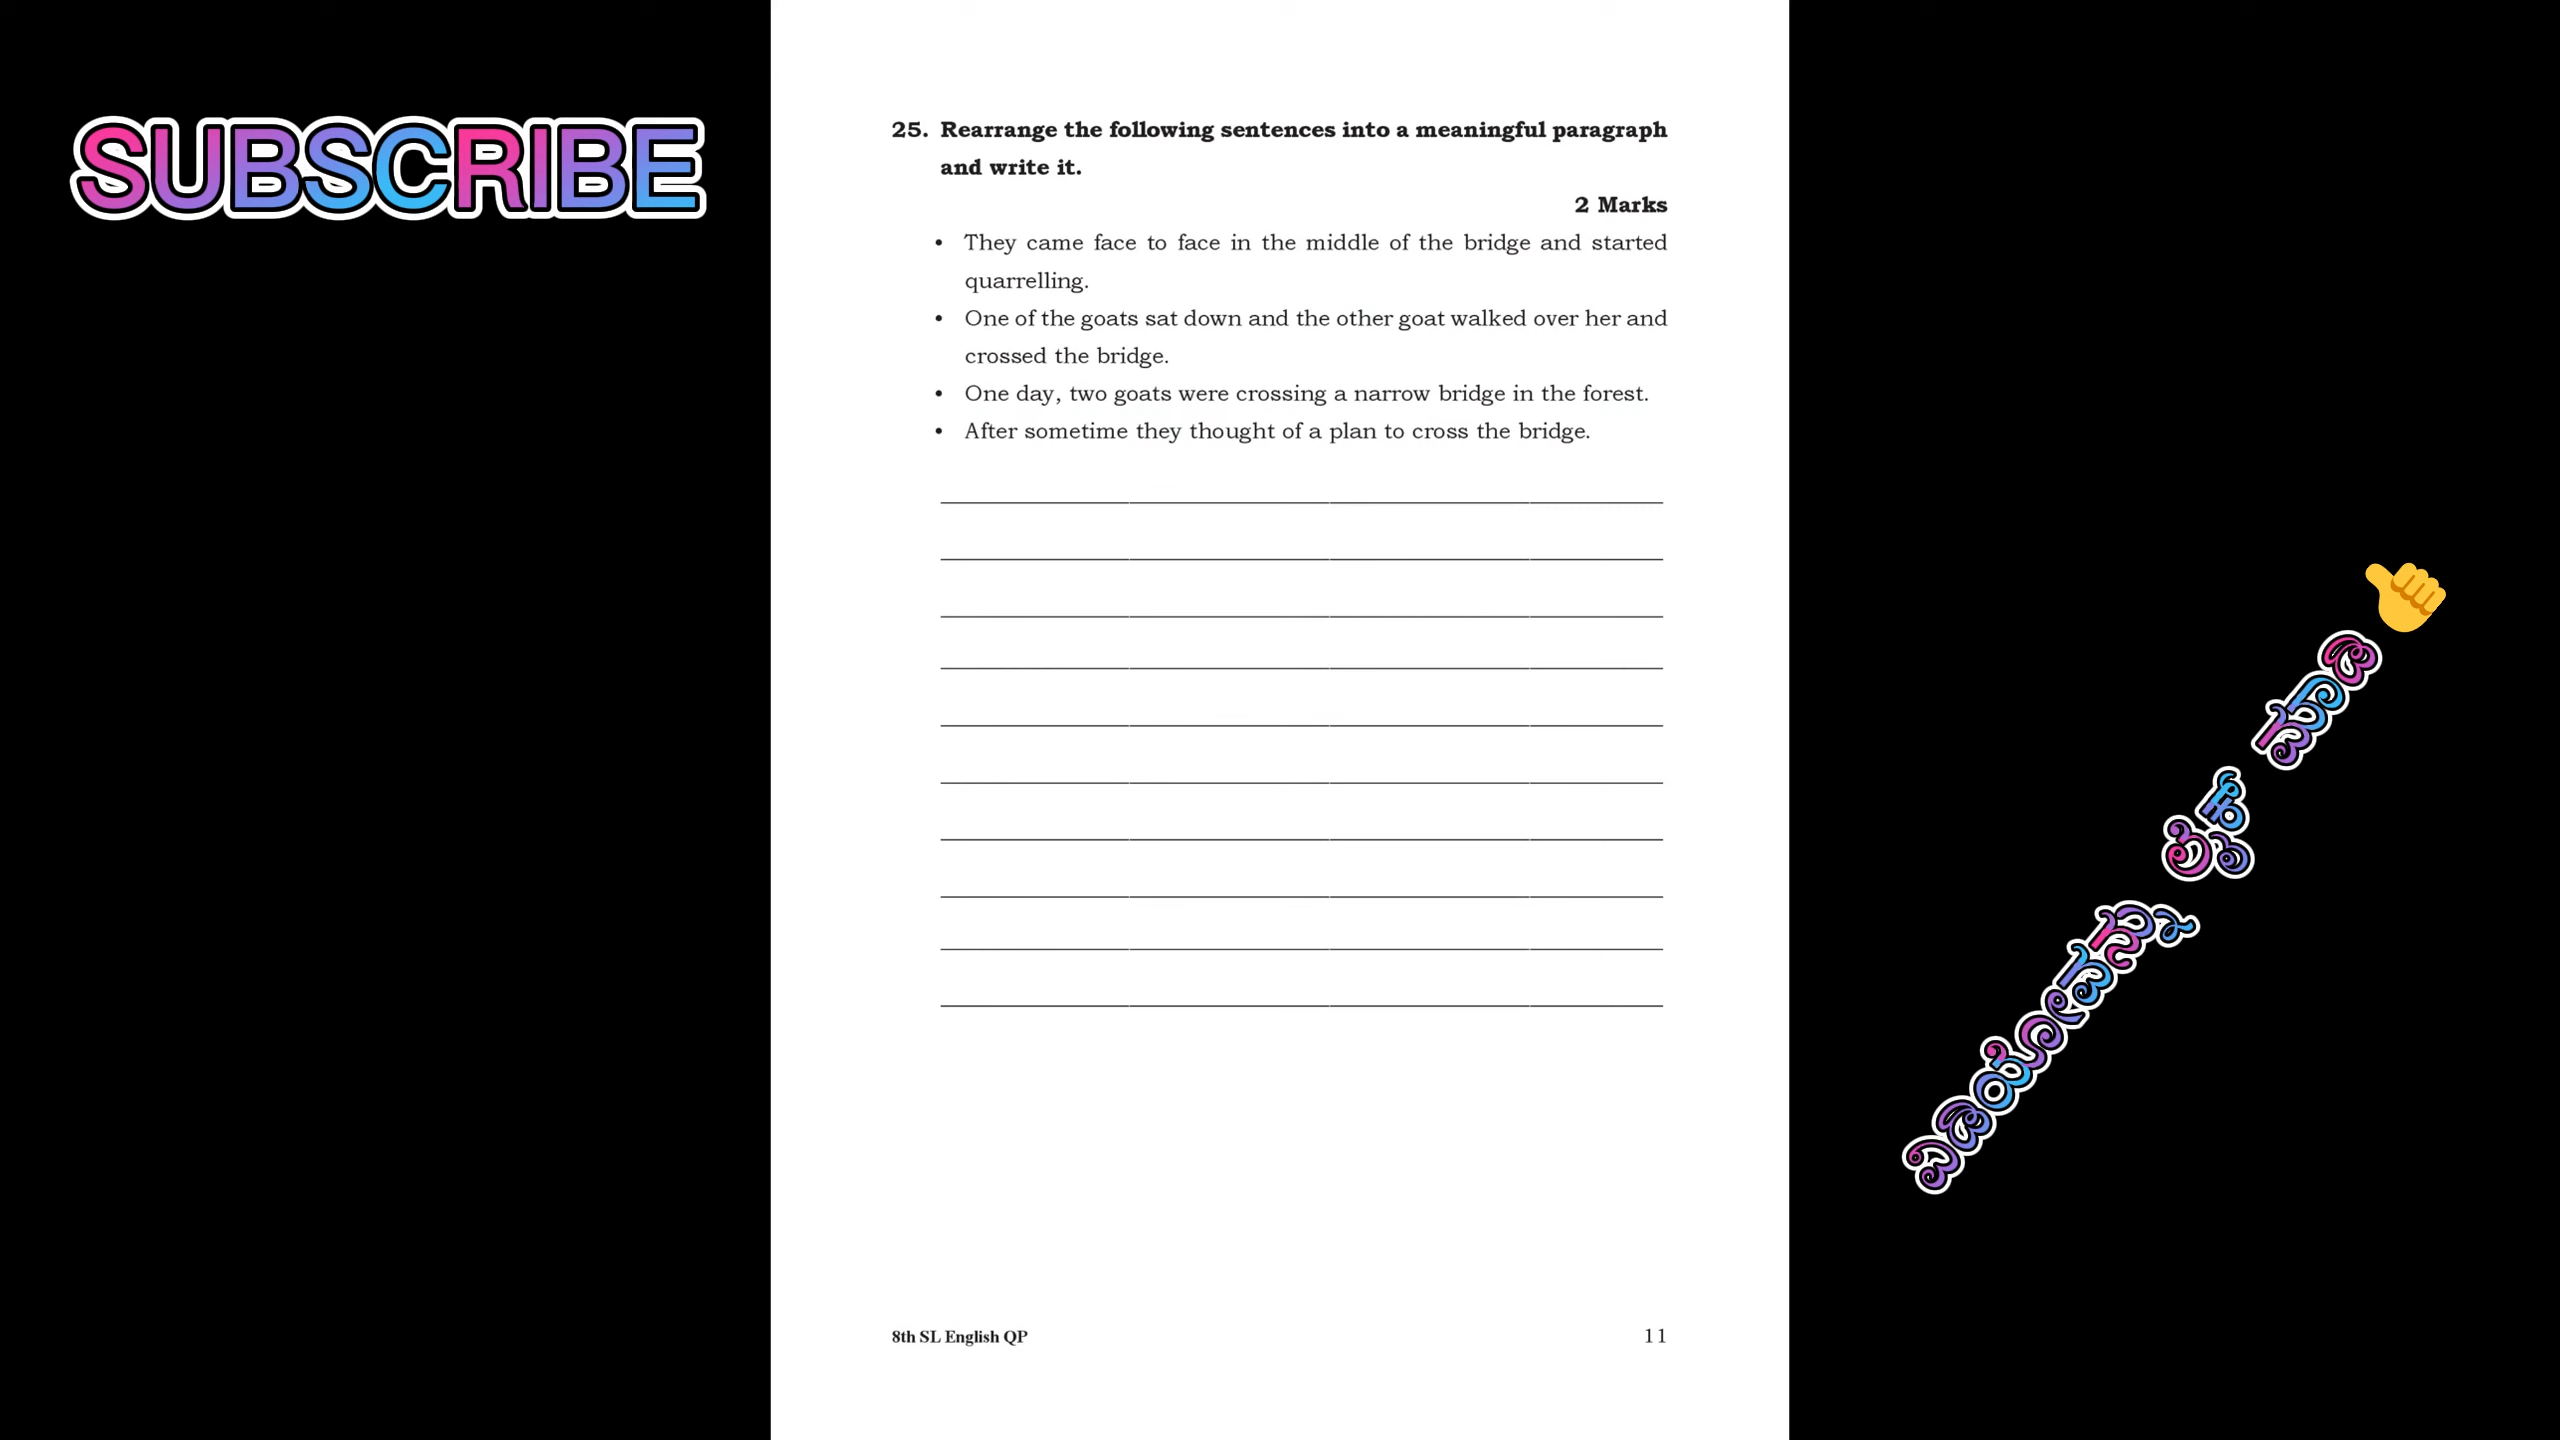 SUBSCRIBE
25. Rearrange the following sentences into a meaningful paragraph
and write it.
2 Marks
• They came face to face in the middle of the bridge and started
quarrelling.
• One of the goats sat down and the other goat walked over her and
crossed the bridge.
• One day, two goats were crossing a narrow bridge in the forest.
• After sometime they thought of a plan to cross the bridge.
8th SL English QP
11